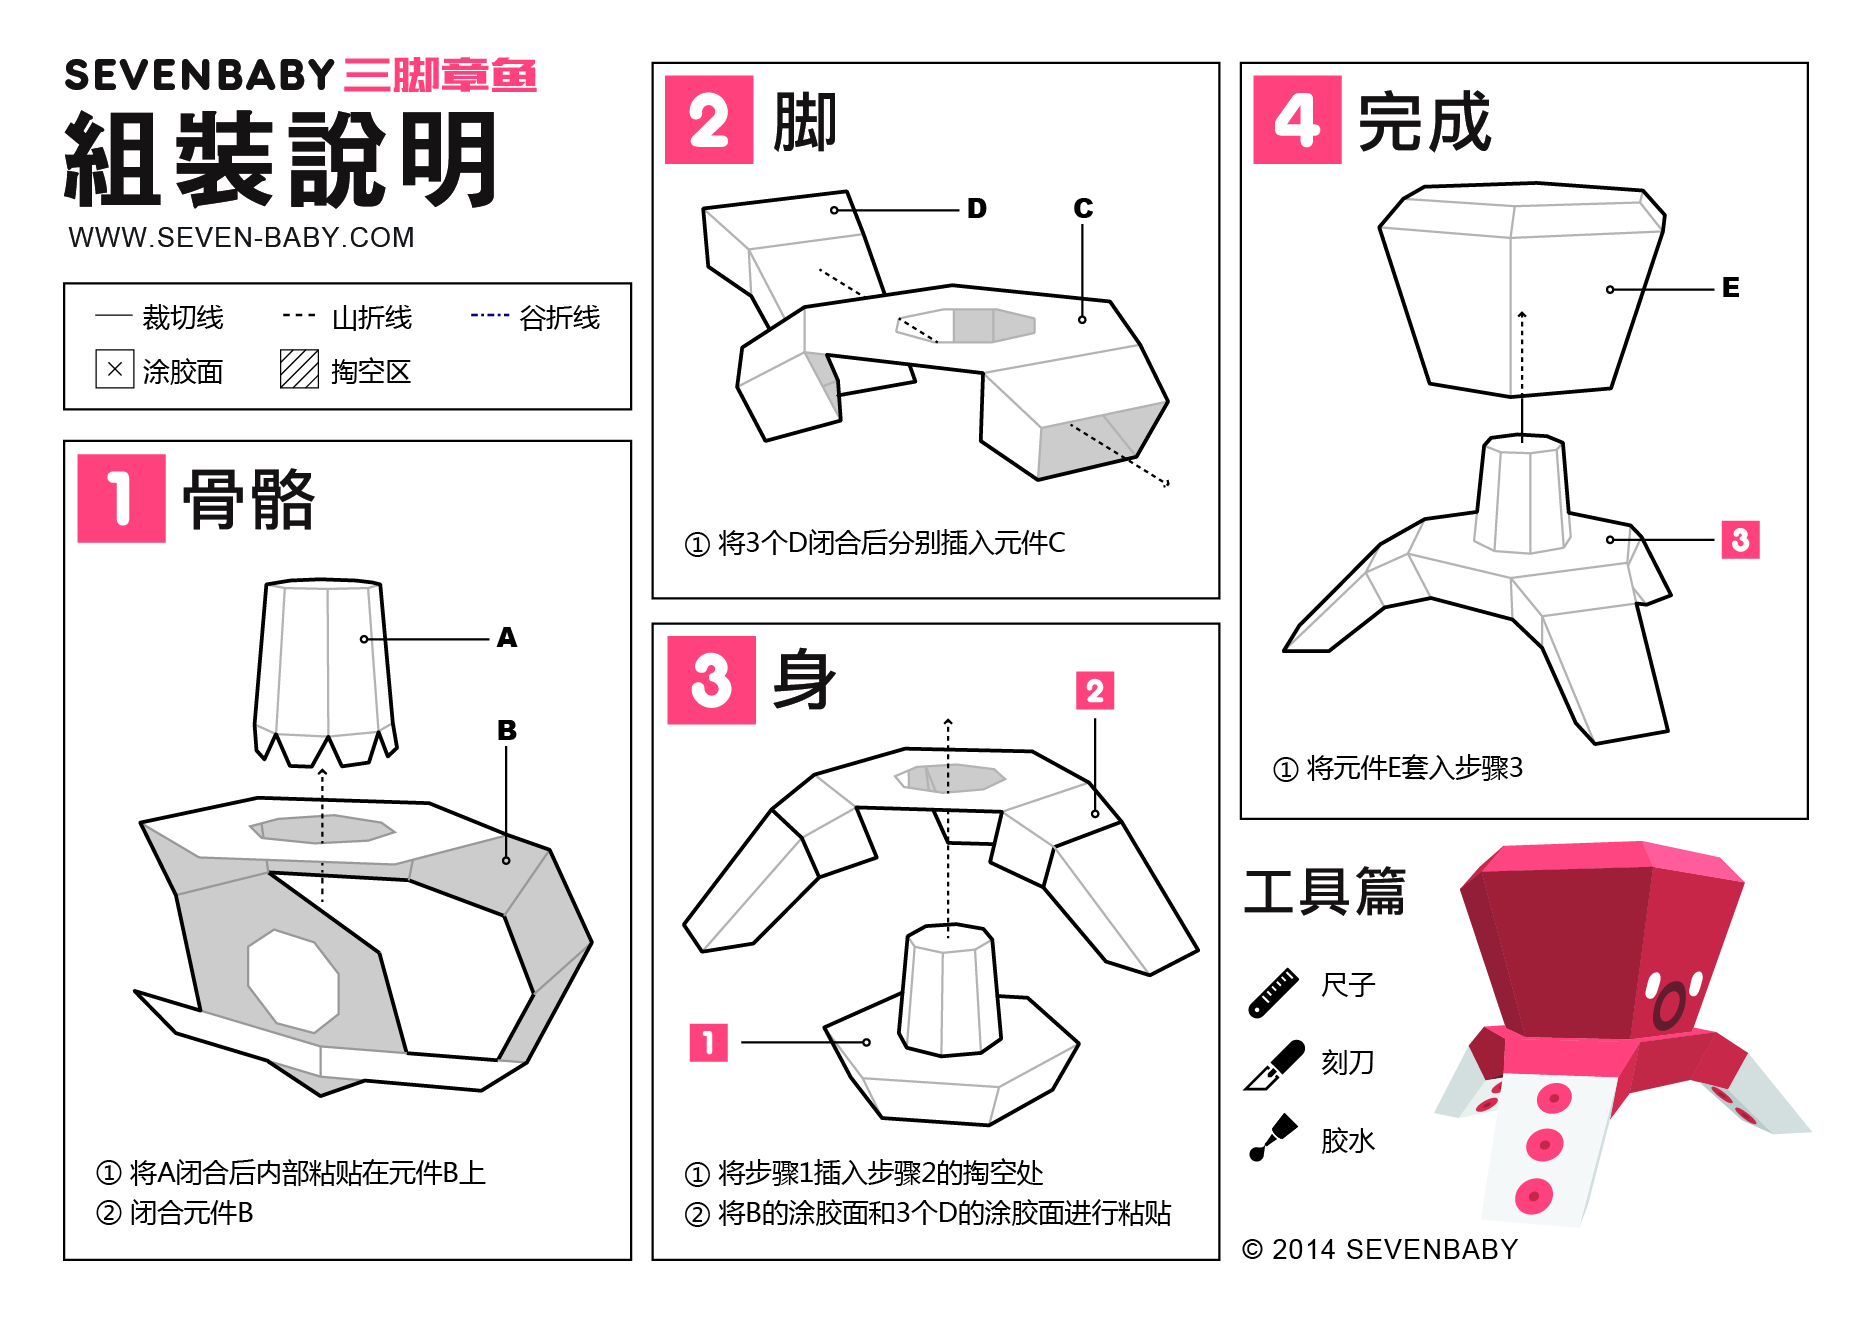 SEVENBABY 三脚章鱼
組裝說明
WWW.SEVEN-BABY.COM
裁切线 山折线 谷折线
涂胶面 掏空区
1 骨骼
A
B
① 将A闭合后内部粘贴在元件B上
② 闭合元件B
2 脚
D C
① 将3个D闭合后分别插入元件C
3 身
2
1
① 将步骤1插入步骤2的掏空处
② 将B的涂胶面和3个D的涂胶面进行粘贴
4 完成
E
3
① 将元件E套入步骤3
工具篇
尺子
刻刀
胶水
© 2014 SEVENBABY